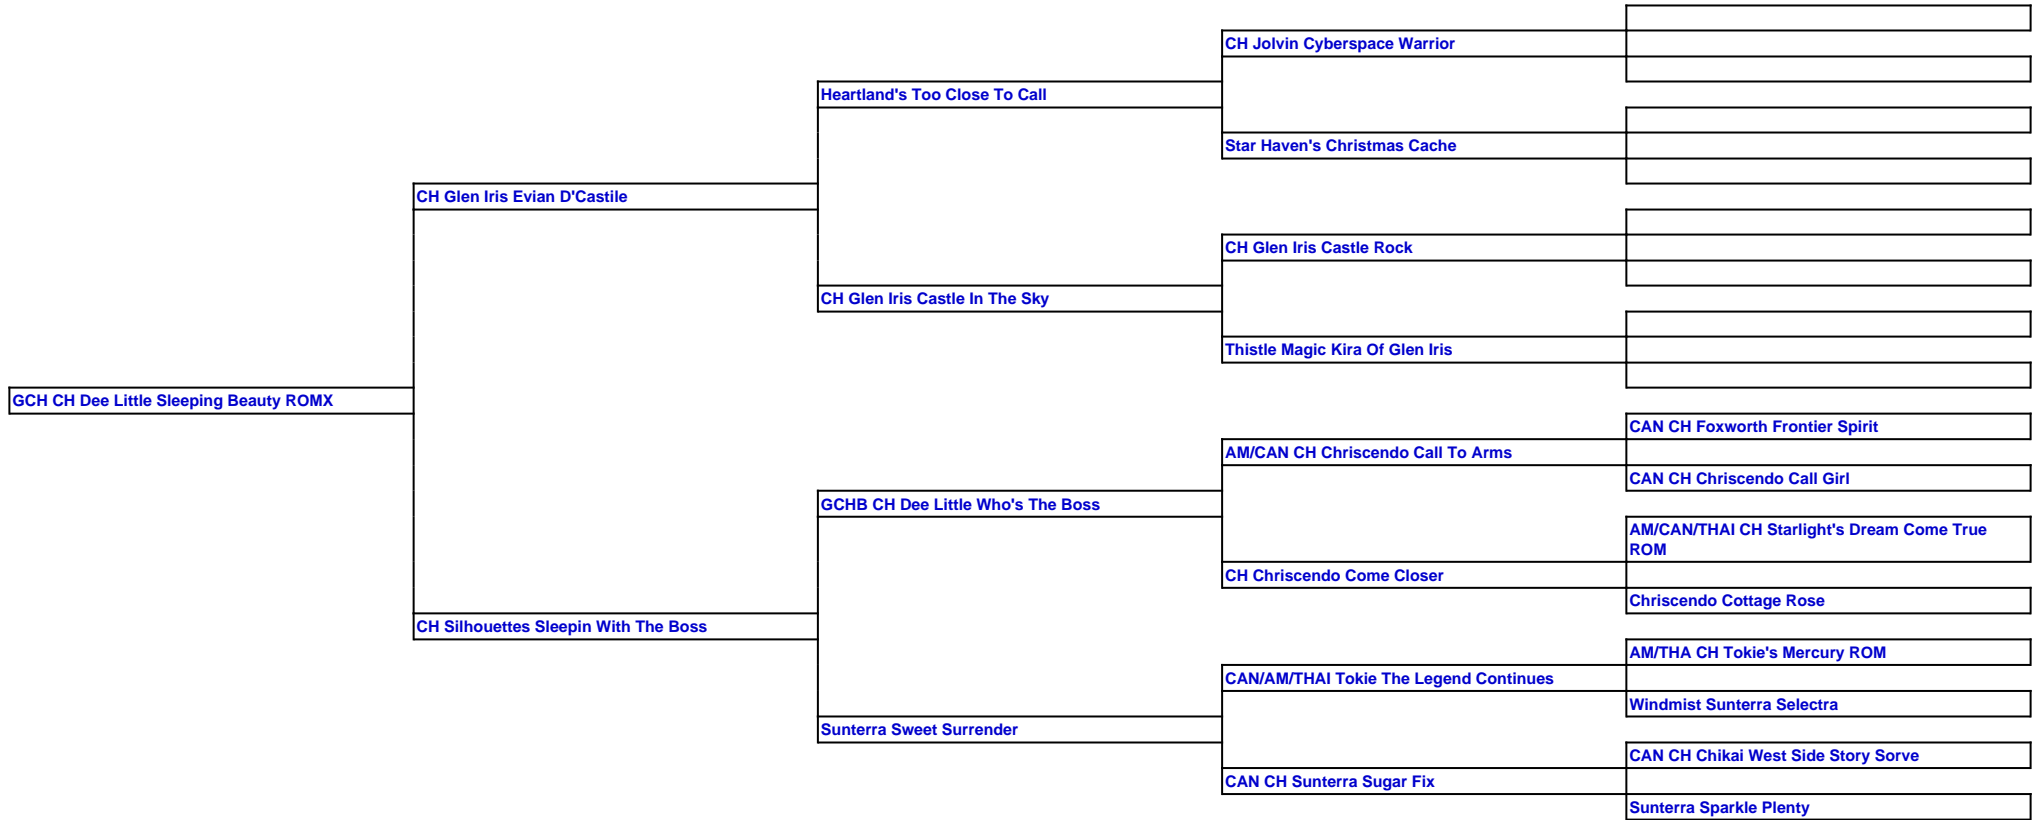 CH Jolvin Cyberspace Warrior
Heartland's Too Close To Call
Star Haven's Christmas Cache
CH Glen Iris Evian D'Castile
CH Glen Iris Castle Rock
CH Glen Iris Castle In The Sky
Thistle Magic Kira Of Glen Iris
GCH CH Dee Little Sleeping Beauty ROMX
CAN CH Foxworth Frontier Spirit
AM/CAN CH Chriscendo Call To Arms
CAN CH Chriscendo Call Girl
GCHB CH Dee Little Who's The Boss
AM/CAN/THAI CH Starlight's Dream Come True
ROM
CH Chriscendo Come Closer
Chriscendo Cottage Rose
CH Silhouettes Sleepin With The Boss
AM/THA CH Tokie's Mercury ROM
CAN/AM/THAI Tokie The Legend Continues
Windmist Sunterra Selectra
Sunterra Sweet Surrender
CAN CH Chikai West Side Story Sorve
CAN CH Sunterra Sugar Fix
Sunterra Sparkle Plenty